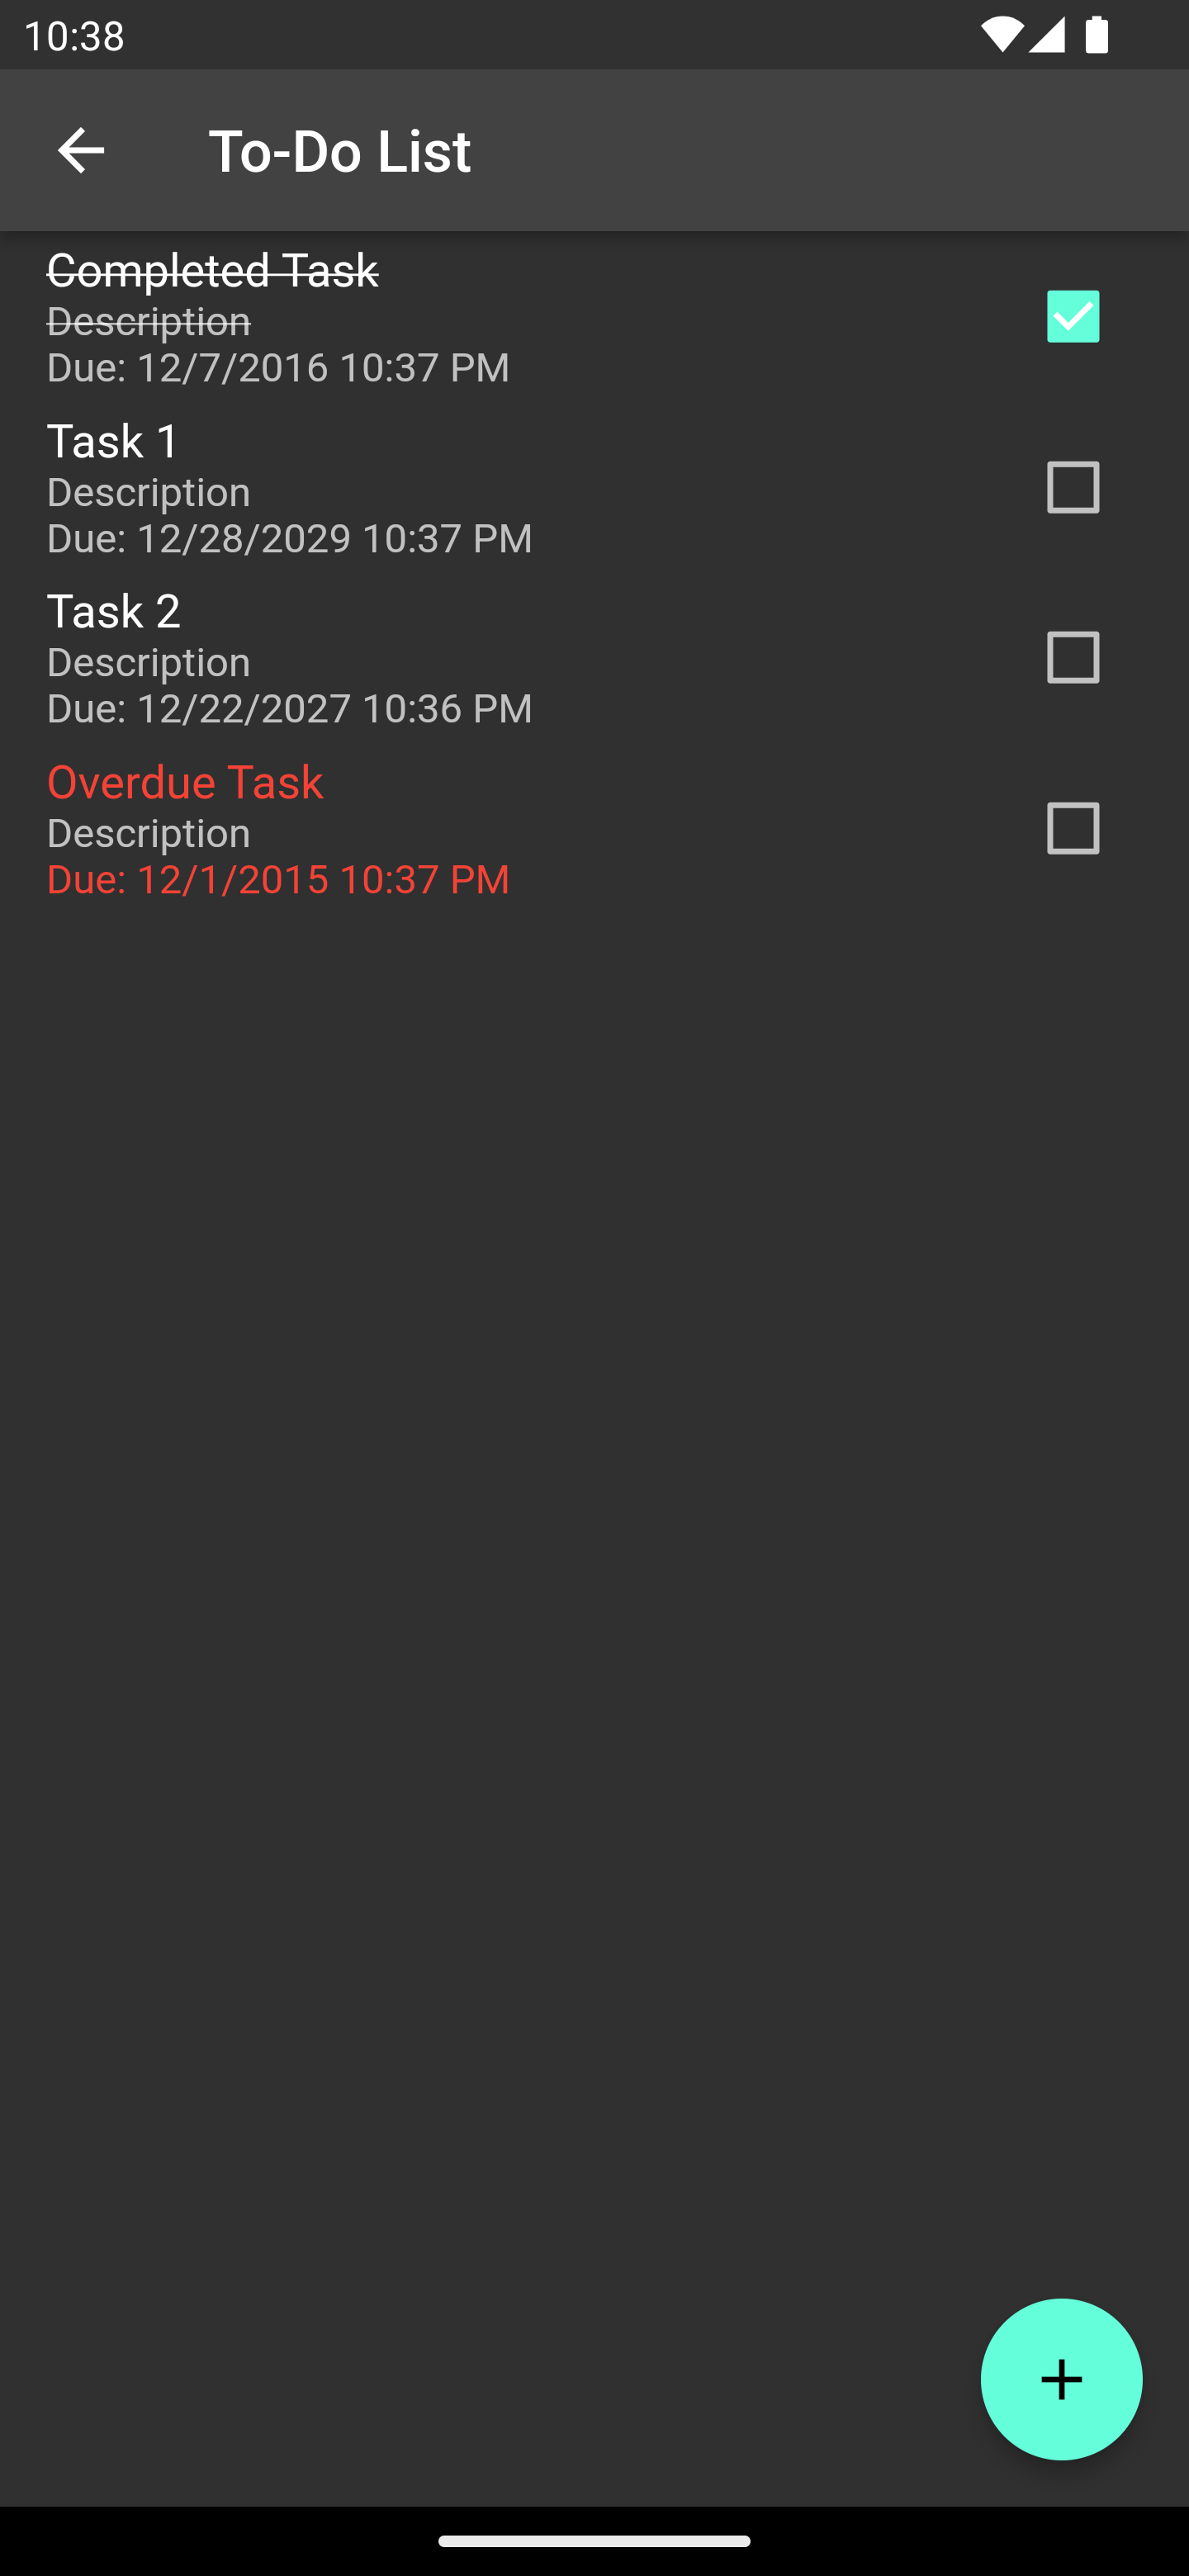 10:38
To-Do List
Completed Task
Description
Due: 12/7/2016 10:37 PM
Task 1
Description
Due: 12/28/2029 10:37 PM
Task 2
Description
Due: 12/22/2027 10:36 PM
Overdue Task
Description
Due: 12/1/2015 10:37 PM